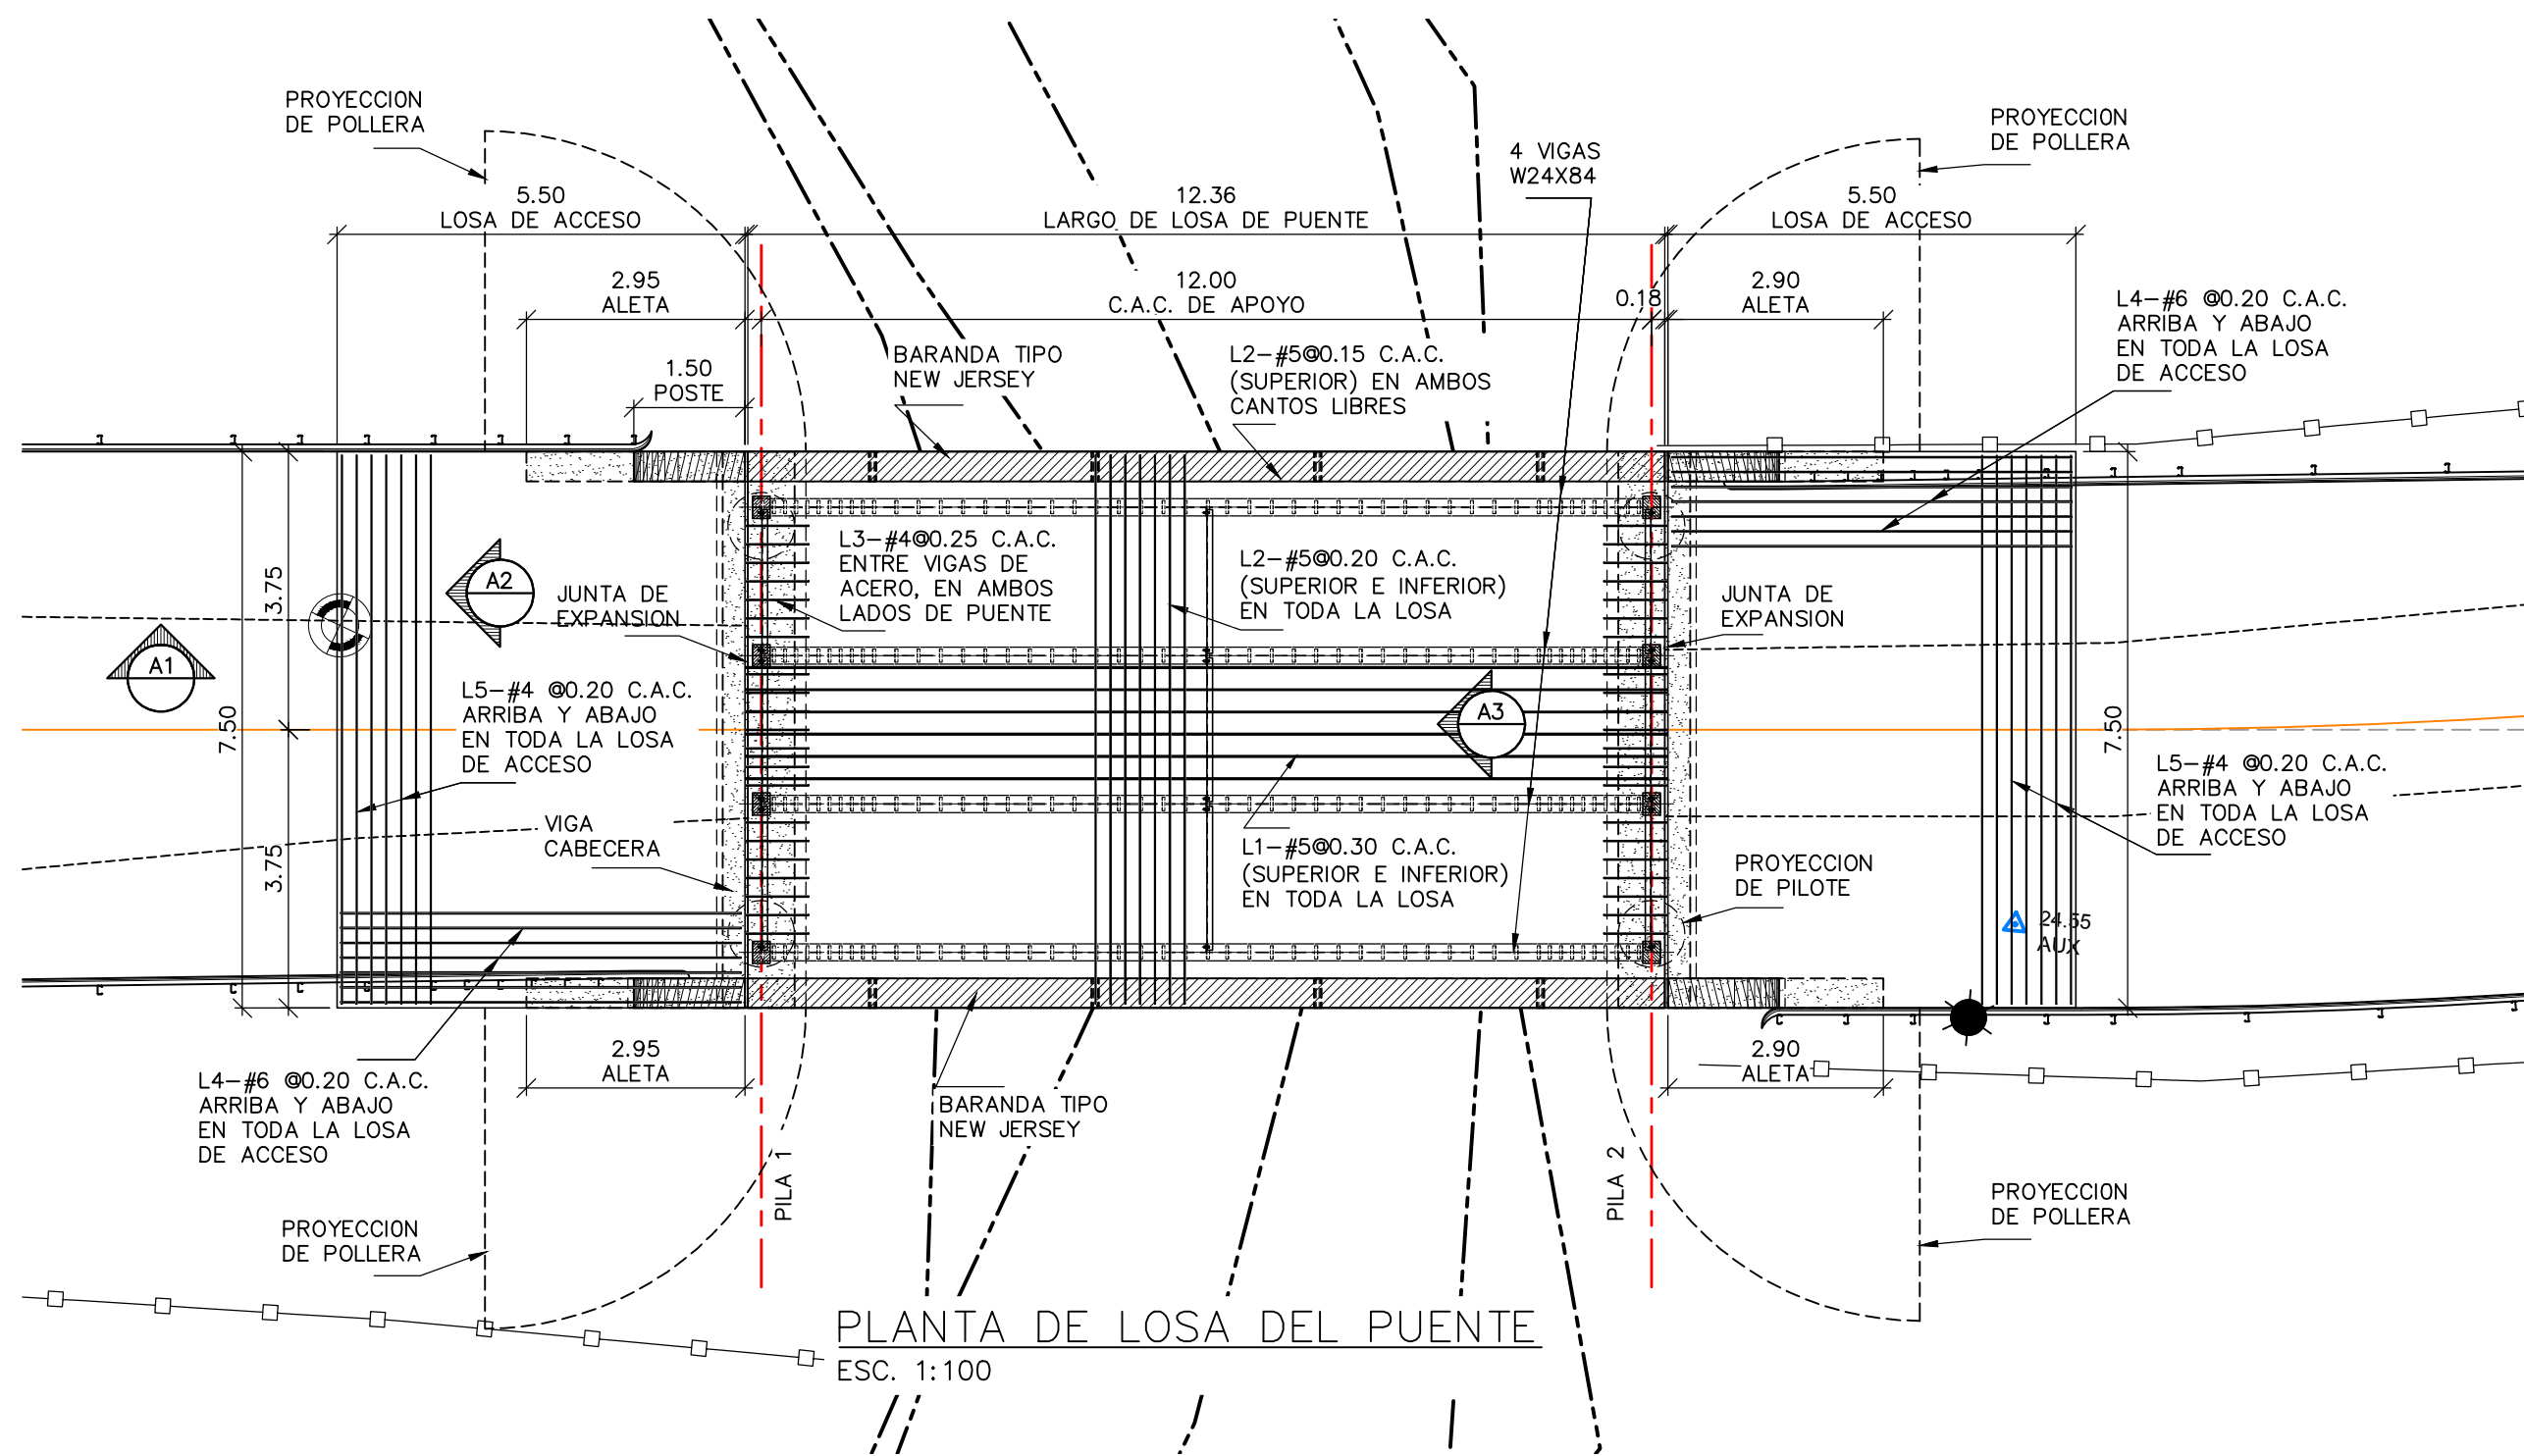 PROYECCION
DE POLLERA
PROYECCION
DE POLLERA
4 VIGAS
W24X84
5.50
LOSA DE ACCESO
12.36
LARGO DE LOSA DE PUENTE
5.50
LOSA DE ACCESO
2.95
ALETA
12.00
C.A.C. DE APOYO
0.18
2.90
ALETA
L4-#6 @0.20 C.A.C.
ARRIBA Y ABAJO
EN TODA LA LOSA
DE ACCESO
1.50
POSTE
BARANDA TIPO
NEW JERSEY
L2-#5@0.15 C.A.C.
(SUPERIOR) EN AMBOS
CANTOS LIBRES
L3-#4@0.25 C.A.C.
ENTRE VIGAS DE
ACERO, EN AMBOS
LADOS DE PUENTE
L2-#5@0.20 C.A.C.
(SUPERIOR E INFERIOR)
EN TODA LA LOSA
3.75
A2
JUNTA DE
EXPANSION
JUNTA DE
EXPANSION
A1
L5-#4 @0.20 C.A.C.
ARRIBA Y ABAJO
EN TODA LA LOSA
DE ACCESO
7.50
A3
7.50
L5-#4 @0.20 C.A.C.
ARRIBA Y ABAJO
EN TODA LA LOSA
DE ACCESO
3.75
VIGA
CABECERA
L1-#5@0.30 C.A.C.
(SUPERIOR E INFERIOR)
EN TODA LA LOSA
PROYECCION
DE PILOTE
24.55
AUX
2.95
ALETA
2.90
ALETA
L4-#6 @0.20 C.A.C.
ARRIBA Y ABAJO
EN TODA LA LOSA
DE ACCESO
BARANDA TIPO
NEW JERSEY
PILA 1
PILA 2
PROYECCION
DE POLLERA
PROYECCION
DE POLLERA
PLANTA DE LOSA DEL PUENTE
ESC. 1:100